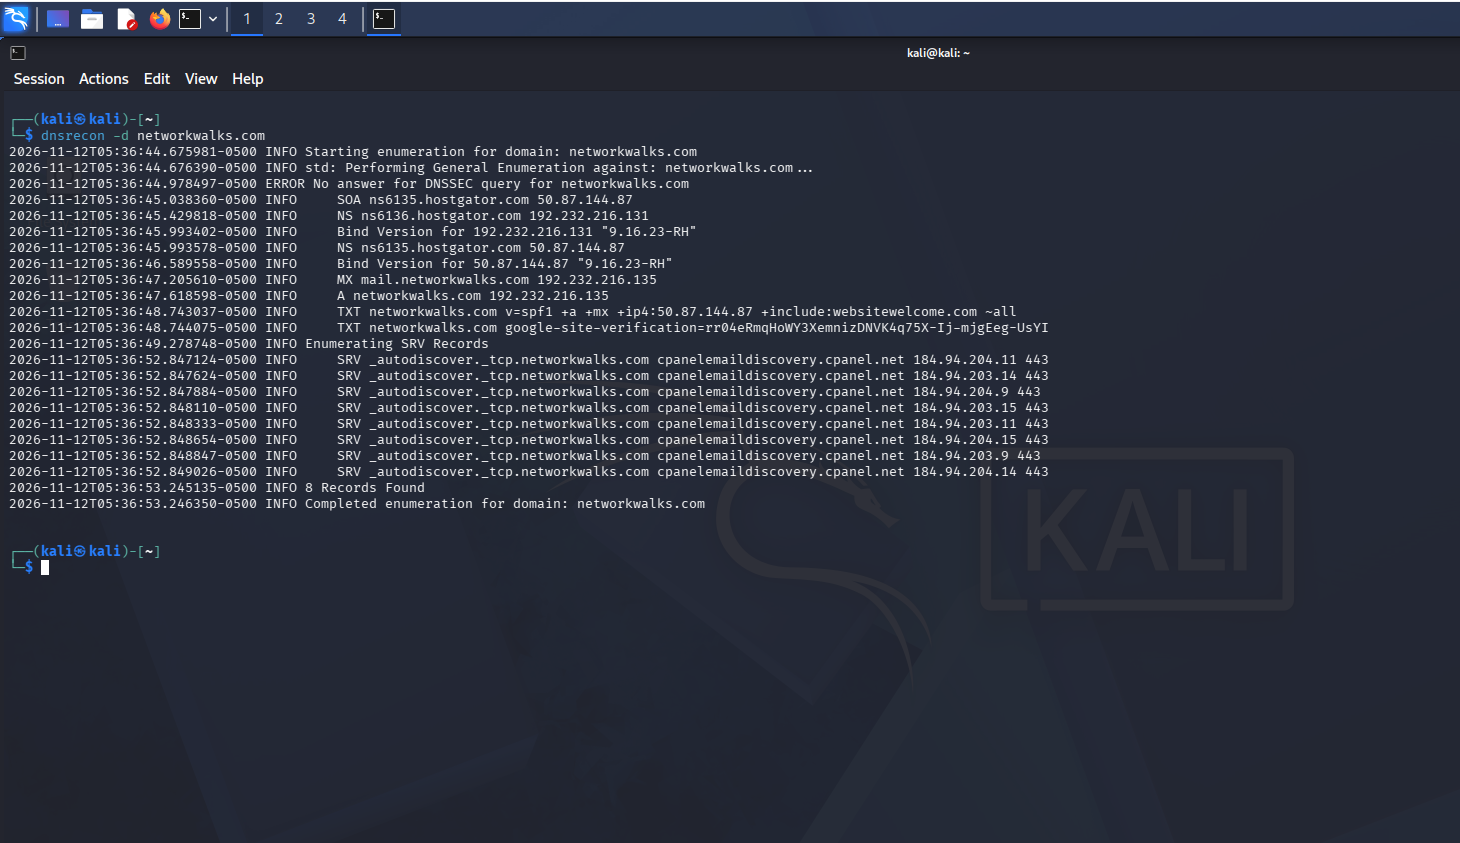 1 2 3 4
kali@kali: ~
Session Actions Edit View Help
┌──(kali㉿kali)-[~]
└─$ dnsrecon -d networkwalks.com
2026-11-12T05:36:44.675981-0500 INFO Starting enumeration for domain: networkwalks.com
2026-11-12T05:36:44.676390-0500 INFO std: Performing General Enumeration against: networkwalks.com...
2026-11-12T05:36:44.978497-0500 ERROR No answer for DNSSEC query for networkwalks.com
2026-11-12T05:36:45.038360-0500 INFO     SOA ns6135.hostgator.com 50.87.144.87
2026-11-12T05:36:45.429818-0500 INFO     NS ns6136.hostgator.com 192.232.216.131
2026-11-12T05:36:45.993402-0500 INFO     Bind Version for 192.232.216.131 "9.16.23-RH"
2026-11-12T05:36:45.993578-0500 INFO     NS ns6135.hostgator.com 50.87.144.87
2026-11-12T05:36:46.589558-0500 INFO     Bind Version for 50.87.144.87 "9.16.23-RH"
2026-11-12T05:36:47.205610-0500 INFO     MX mail.networkwalks.com 192.232.216.135
2026-11-12T05:36:47.618598-0500 INFO     A networkwalks.com 192.232.216.135
2026-11-12T05:36:48.743037-0500 INFO     TXT networkwalks.com v=spf1 +a +mx +ip4:50.87.144.87 +include:websitewelcome.com ~all
2026-11-12T05:36:48.744075-0500 INFO     TXT networkwalks.com google-site-verification=rr04eRmqHoWY3XemnizDNVK4q75X-Ij-mjgEeg-UsYI
2026-11-12T05:36:49.278748-0500 INFO Enumerating SRV Records
2026-11-12T05:36:52.847124-0500 INFO     SRV _autodiscover._tcp.networkwalks.com cpanelemaildiscovery.cpanel.net 184.94.204.11 443
2026-11-12T05:36:52.847624-0500 INFO     SRV _autodiscover._tcp.networkwalks.com cpanelemaildiscovery.cpanel.net 184.94.203.14 443
2026-11-12T05:36:52.847884-0500 INFO     SRV _autodiscover._tcp.networkwalks.com cpanelemaildiscovery.cpanel.net 184.94.204.9 443
2026-11-12T05:36:52.848110-0500 INFO     SRV _autodiscover._tcp.networkwalks.com cpanelemaildiscovery.cpanel.net 184.94.203.15 443
2026-11-12T05:36:52.848333-0500 INFO     SRV _autodiscover._tcp.networkwalks.com cpanelemaildiscovery.cpanel.net 184.94.203.11 443
2026-11-12T05:36:52.848654-0500 INFO     SRV _autodiscover._tcp.networkwalks.com cpanelemaildiscovery.cpanel.net 184.94.204.15 443
2026-11-12T05:36:52.848847-0500 INFO     SRV _autodiscover._tcp.networkwalks.com cpanelemaildiscovery.cpanel.net 184.94.203.9 443
2026-11-12T05:36:52.849026-0500 INFO     SRV _autodiscover._tcp.networkwalks.com cpanelemaildiscovery.cpanel.net 184.94.204.14 443
2026-11-12T05:36:53.245135-0500 INFO 8 Records Found
2026-11-12T05:36:53.246350-0500 INFO Completed enumeration for domain: networkwalks.com
┌──(kali㉿kali)-[~]
└─$
KALI